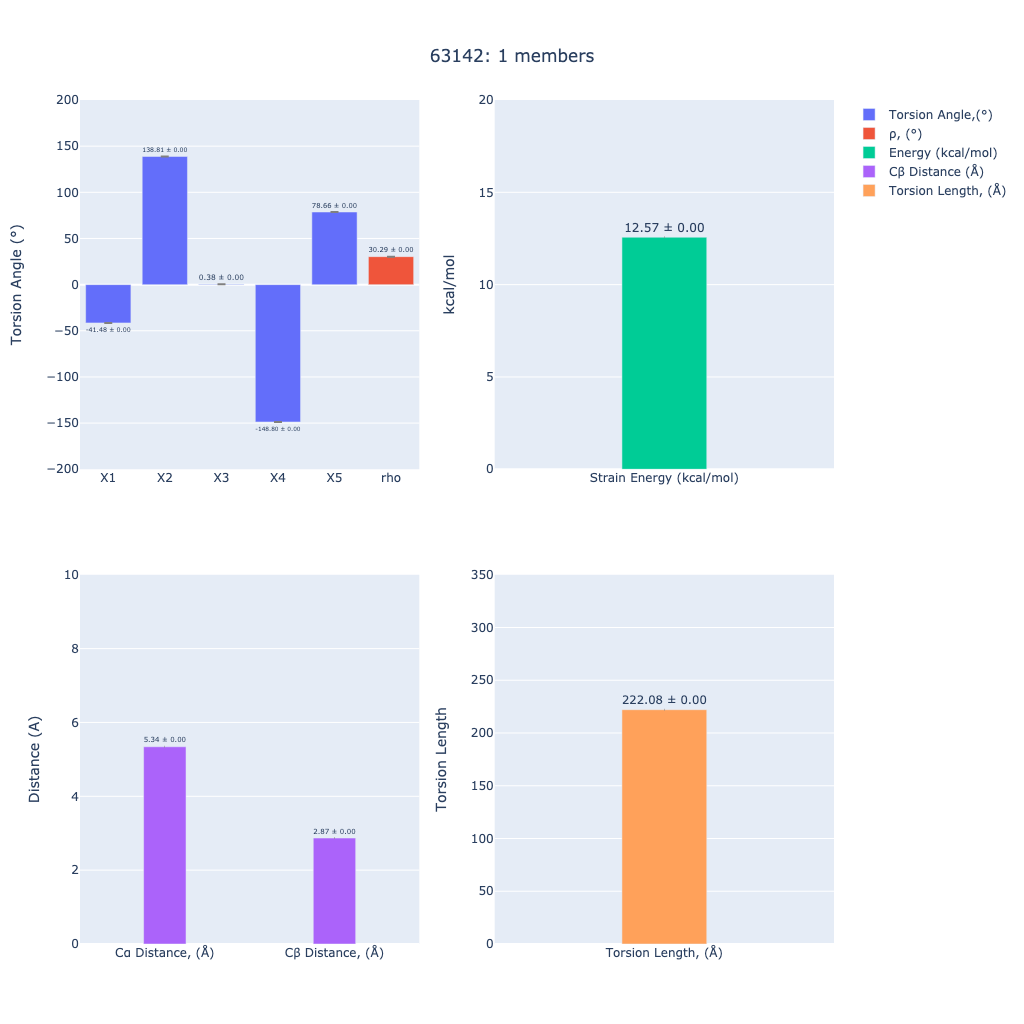 63142: 1 members
200
150
100
50
0
−50
−100
−150
−200
Torsion Angle (°)
-41.48 ± 0.00
138.81 ± 0.00
0.38 ± 0.00
-148.80 ± 0.00
78.66 ± 0.00
30.29 ± 0.00
X1 X2 X3 X4 X5 rho
20
15
10
5
0
kcal/mol
12.57 ± 0.00
Strain Energy (kcal/mol)
Torsion Angle,(°)
ρ, (°)
Energy (kcal/mol)
Cβ Distance (Å)
Torsion Length, (Å)
10
8
6
4
2
0
Distance (A)
5.34 ± 0.00
2.87 ± 0.00
Cα Distance, (Å) Cβ Distance, (Å)
350
300
250
200
150
100
50
0
Torsion Length
222.08 ± 0.00
Torsion Length, (Å)